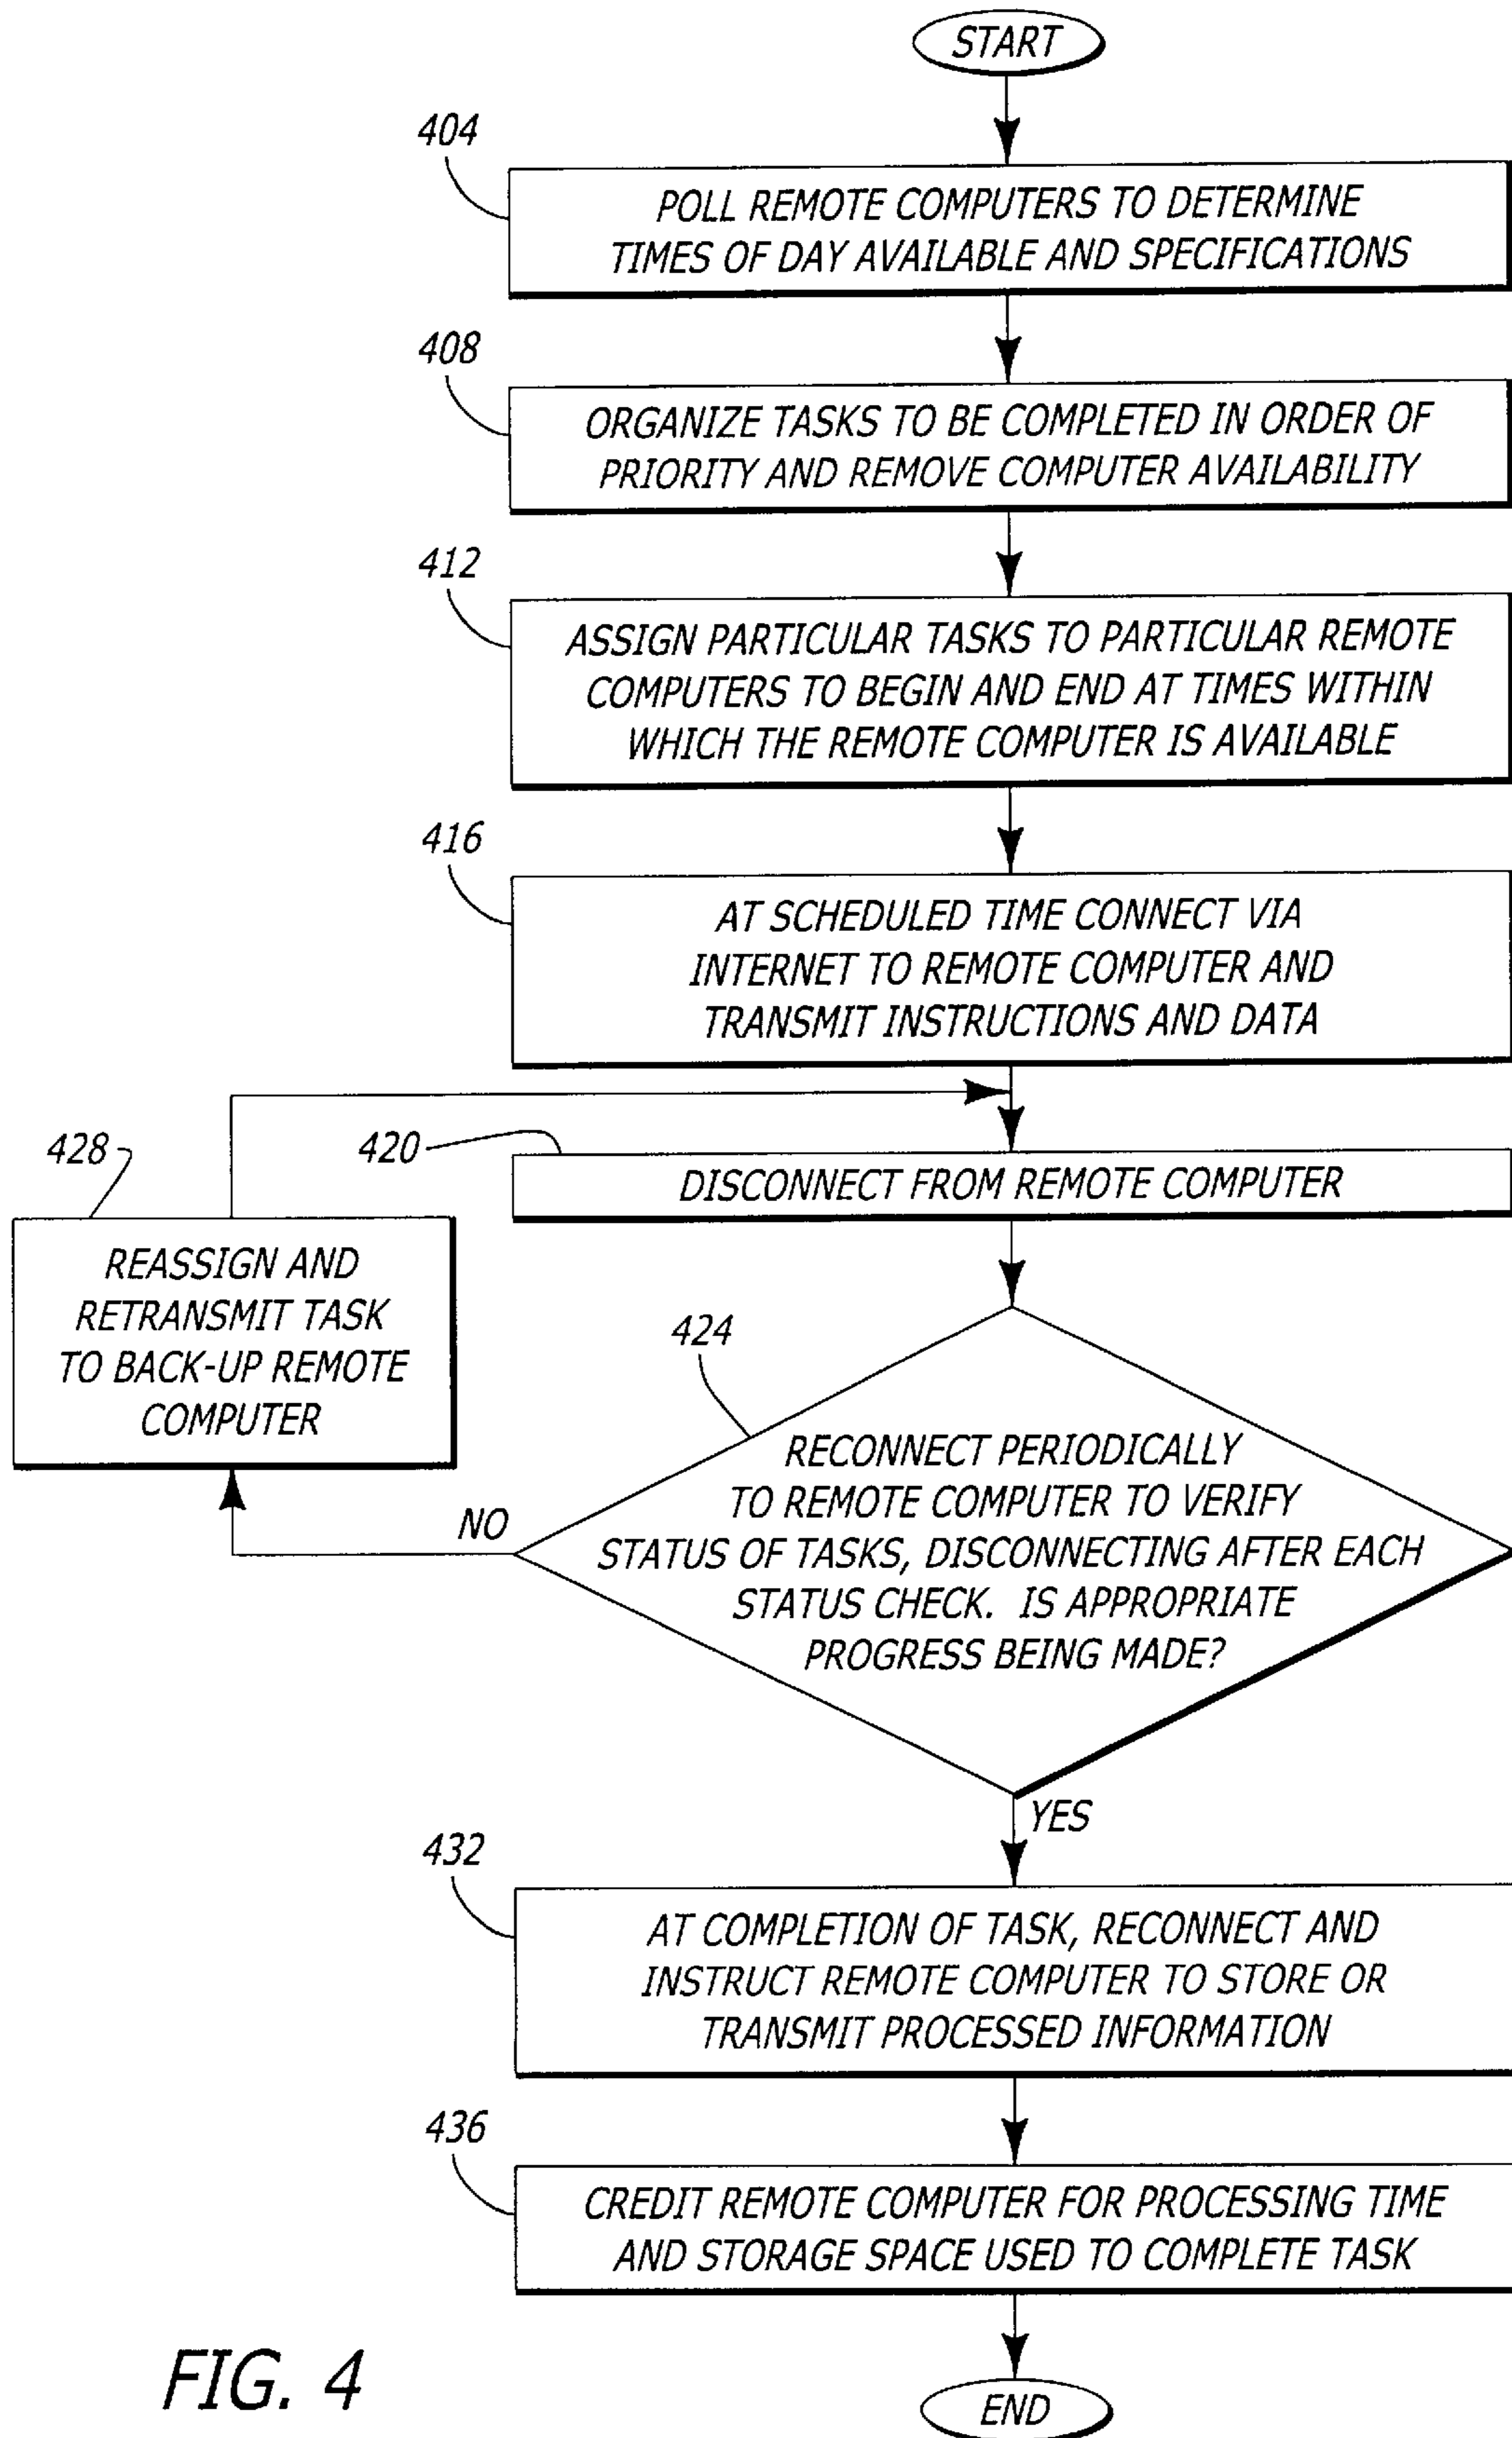 START
404
POLL REMOTE COMPUTERS TO DETERMINE
TIMES OF DAY AVAILABLE AND SPECIFICATIONS
408
ORGANIZE TASKS TO BE COMPLETED IN ORDER OF
PRIORITY AND REMOVE COMPUTER AVAILABILITY
412
ASSIGN PARTICULAR TASKS TO PARTICULAR REMOTE
COMPUTERS TO BEGIN AND END AT TIMES WITHIN
WHICH THE REMOTE COMPUTER IS AVAILABLE
416
AT SCHEDULED TIME CONNECT VIA
INTERNET TO REMOTE COMPUTER AND
TRANSMIT INSTRUCTIONS AND DATA
420
DISCONNECT FROM REMOTE COMPUTER
428
REASSIGN AND
RETRANSMIT TASK
TO BACK-UP REMOTE
COMPUTER
424
RECONNECT PERIODICALLY
TO REMOTE COMPUTER TO VERIFY
STATUS OF TASKS, DISCONNECTING AFTER EACH
STATUS CHECK. IS APPROPRIATE
PROGRESS BEING MADE?
NO
YES
432
AT COMPLETION OF TASK, RECONNECT AND
INSTRUCT REMOTE COMPUTER TO STORE OR
TRANSMIT PROCESSED INFORMATION
436
CREDIT REMOTE COMPUTER FOR PROCESSING TIME
AND STORAGE SPACE USED TO COMPLETE TASK
END
FIG. 4